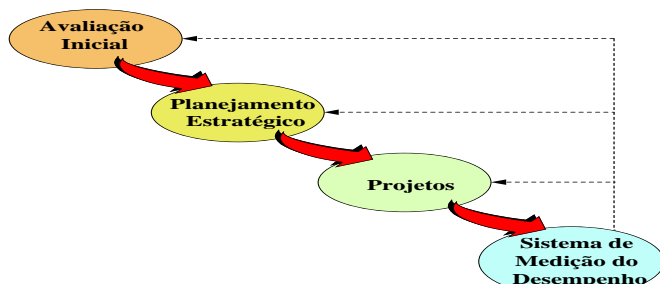 Avaliação
Inicial
Planejamento
Estratégico
Projetos
Sistema de
Medição do
Desempenho